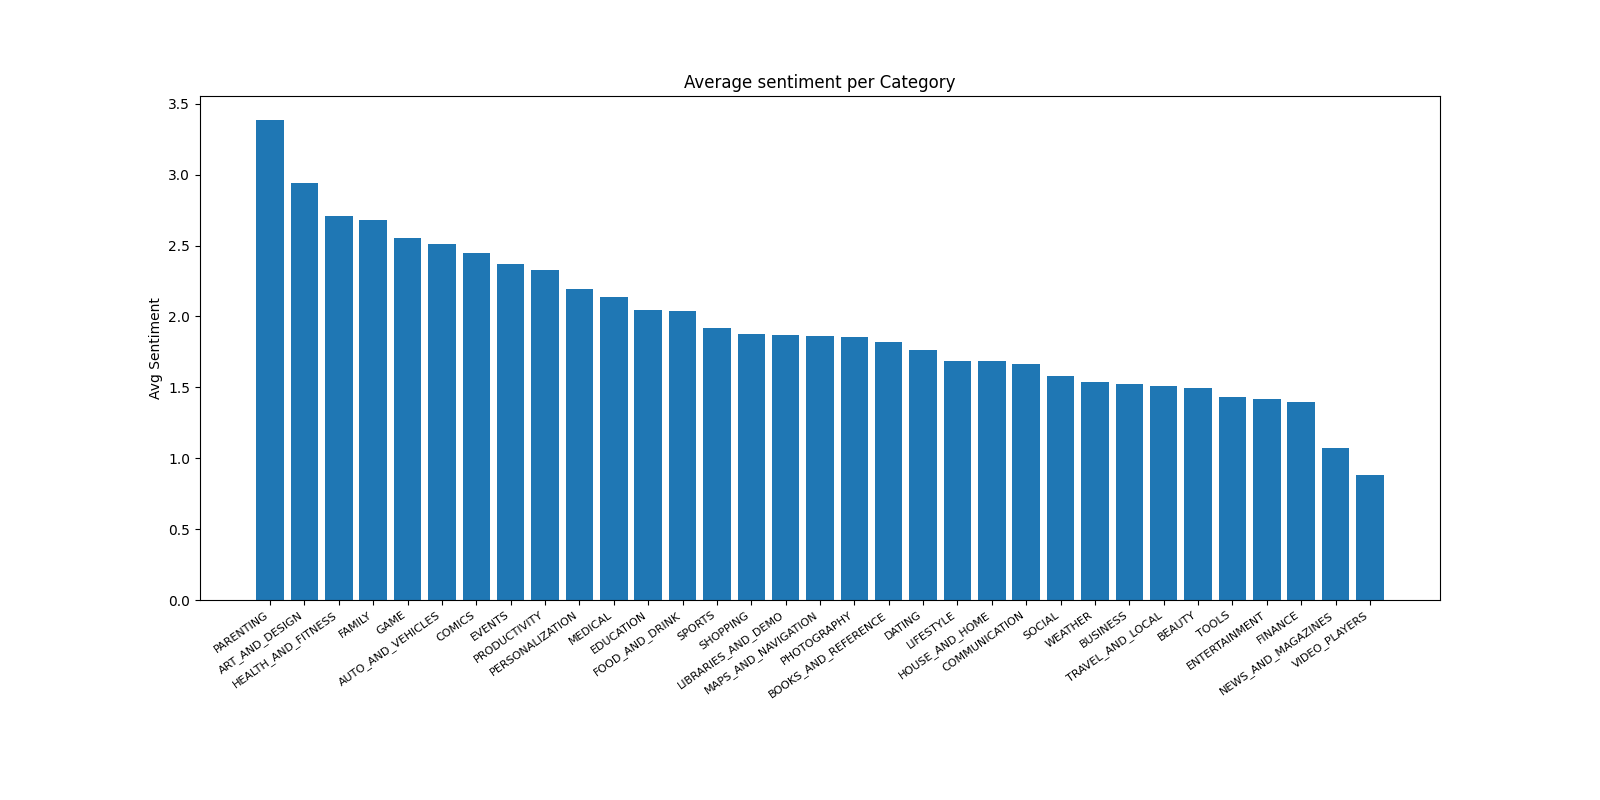 Average sentiment per Category
Avg Sentiment
3.5
3.0
2.5
2.0
1.5
1.0
0.5
0.0
PARENTING
ART_AND_DESIGN
HEALTH_AND_FITNESS
FAMILY
GAME
AUTO_AND_VEHICLES
COMICS
EVENTS
PRODUCTIVITY
PERSONALIZATION
MEDICAL
EDUCATION
FOOD_AND_DRINK
SPORTS
SHOPPING
LIBRARIES_AND_DEMO
MAPS_AND_NAVIGATION
PHOTOGRAPHY
BOOKS_AND_REFERENCE
DATING
LIFESTYLE
HOUSE_AND_HOME
COMMUNICATION
SOCIAL
WEATHER
BUSINESS
TRAVEL_AND_LOCAL
BEAUTY
TOOLS
ENTERTAINMENT
FINANCE
NEWS_AND_MAGAZINES
VIDEO_PLAYERS